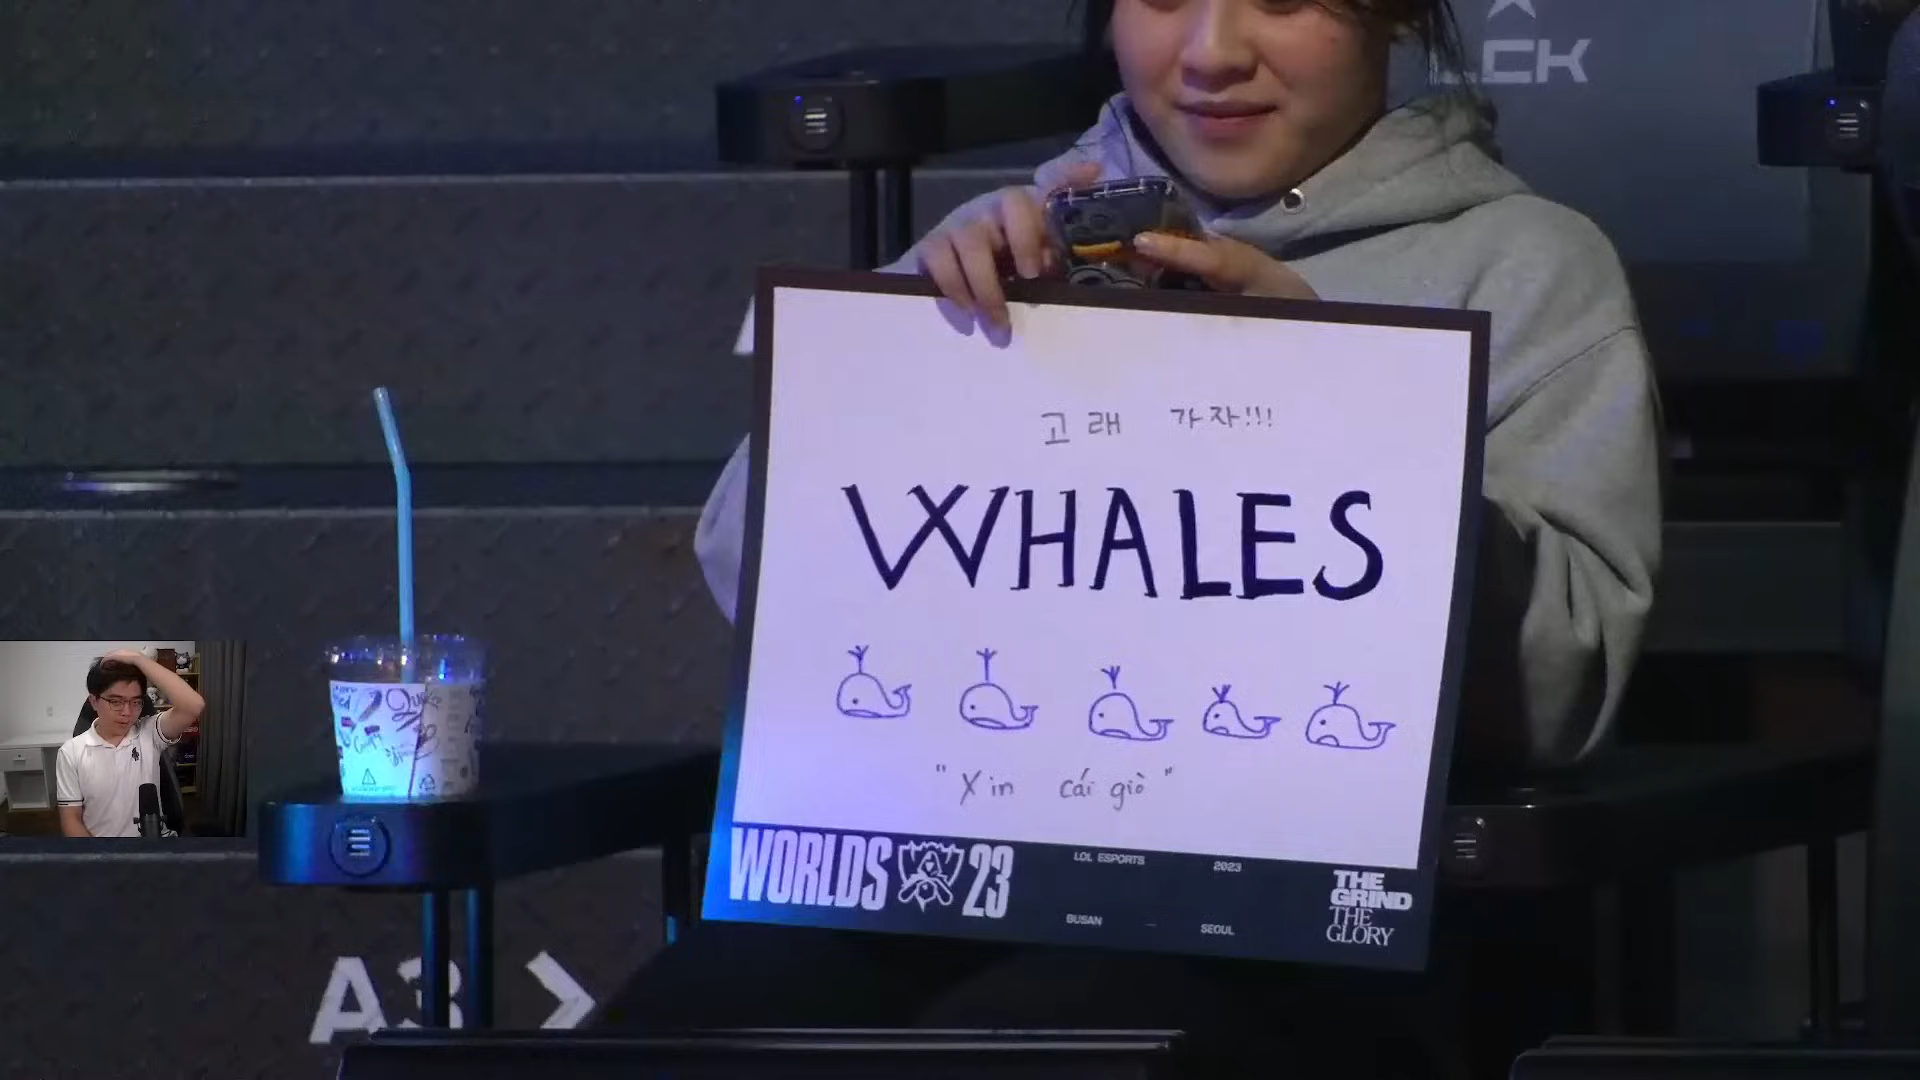 LCK
고래 가자!!!
WHALES
" Xin cái giò "
WORLDS 23
LOL ESPORTS 2023
BUSAN — SEOUL
THE GRIND
THE GLORY
A3 >